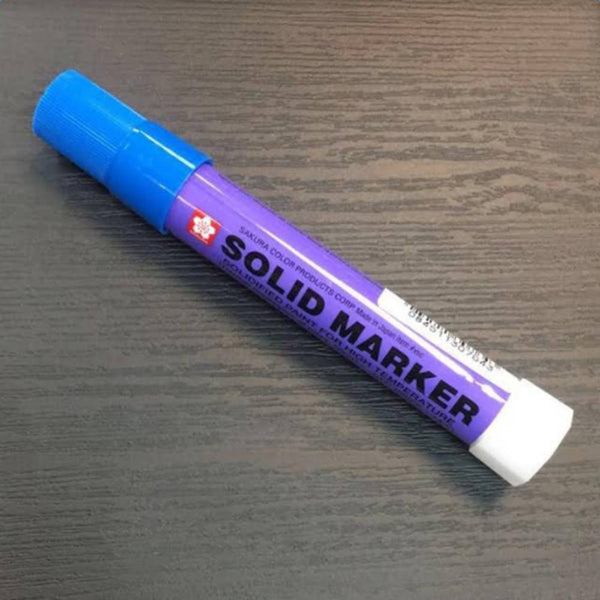 SAKURA COLOR PRODUCTS CORP. Made in Japan
SOLID MARKER
SOLIDIFIED PAINT FOR HIGH TEMPERATURE